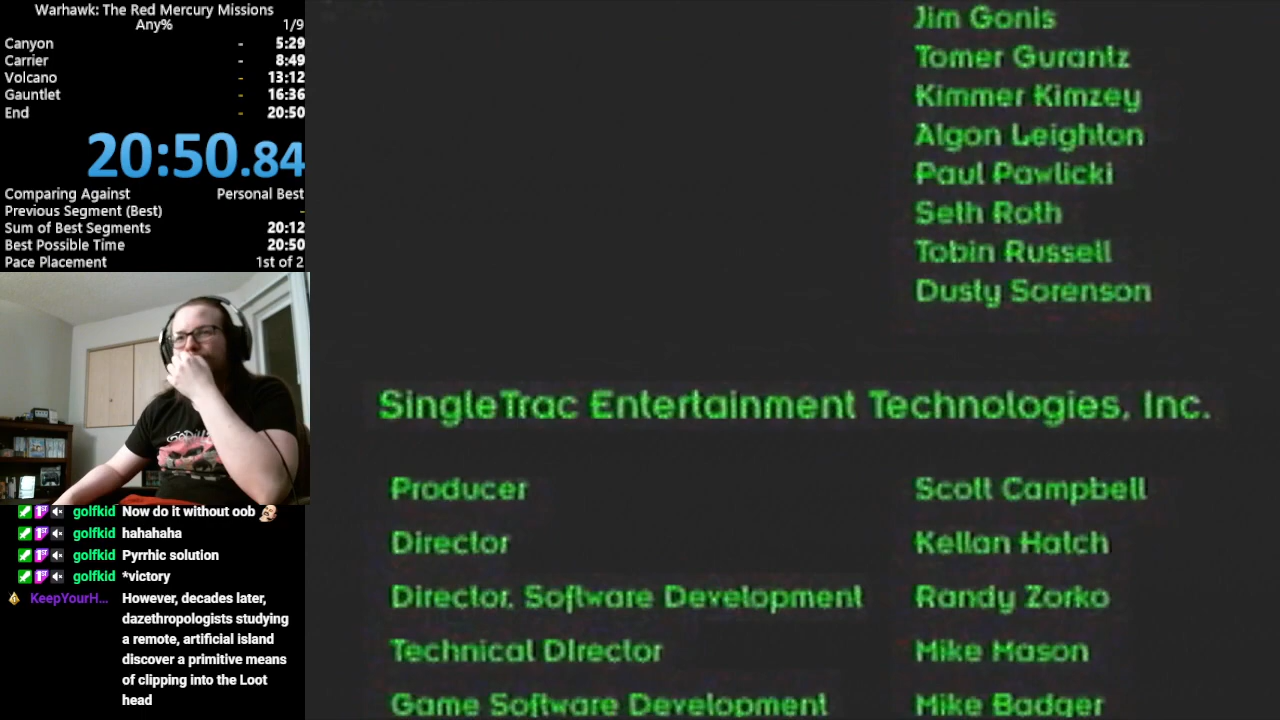 Warhawk: The Red Mercury Missions
Any% 1/9
Canyon - 5:29
Carrier - 8:49
Volcano - 13:12
Gauntlet - 16:36
End - 20:50
20:50.84
Comparing Against Personal Best
Previous Segment (Best) -
Sum of Best Segments 20:12
Best Possible Time 20:50
Pace Placement 1st of 2
golfkid Now do it without oob
golfkid hahahaha
golfkid Pyrrhic solution
golfkid *victory
KeepYourH... However, decades later,
dazethropologists studying
a remote, artificial island
discover a primitive means
of clipping into the Loot
head
Jim Gonis
Tomer Gurantz
Kimmer Kimzey
Algon Leighton
Paul Pawlicki
Seth Roth
Tobin Russell
Dusty Sorenson
SingleTrac Entertainment Technologies, Inc.
Producer Scott Campbell
Director Kellan Hatch
Director, Software Development Randy Zorko
Technical DIrector Mike Mason
Game Software Development Mike Badger